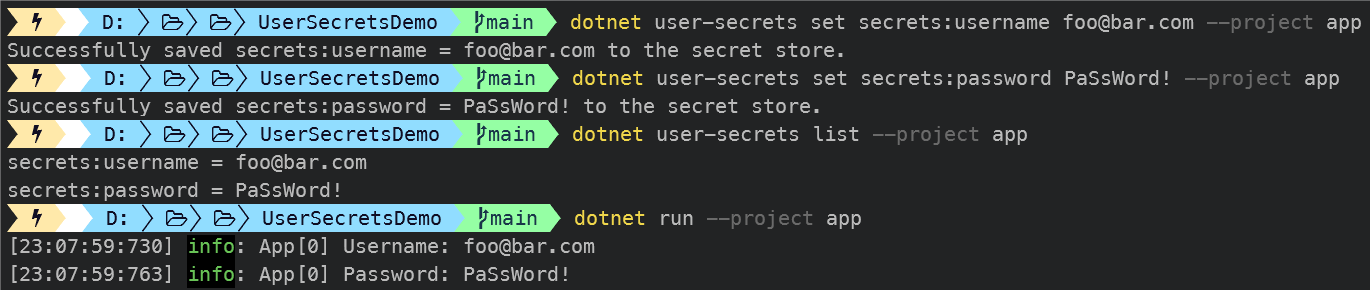 D: UserSecretsDemo main dotnet user-secrets set secrets:username foo@bar.com --project app
Successfully saved secrets:username = foo@bar.com to the secret store.
D: UserSecretsDemo main dotnet user-secrets set secrets:password PaSsWord! --project app
Successfully saved secrets:password = PaSsWord! to the secret store.
D: UserSecretsDemo main dotnet user-secrets list --project app
secrets:username = foo@bar.com
secrets:password = PaSsWord!
D: UserSecretsDemo main dotnet run --project app
[23:07:59:730] info: App[0] Username: foo@bar.com
[23:07:59:763] info: App[0] Password: PaSsWord!